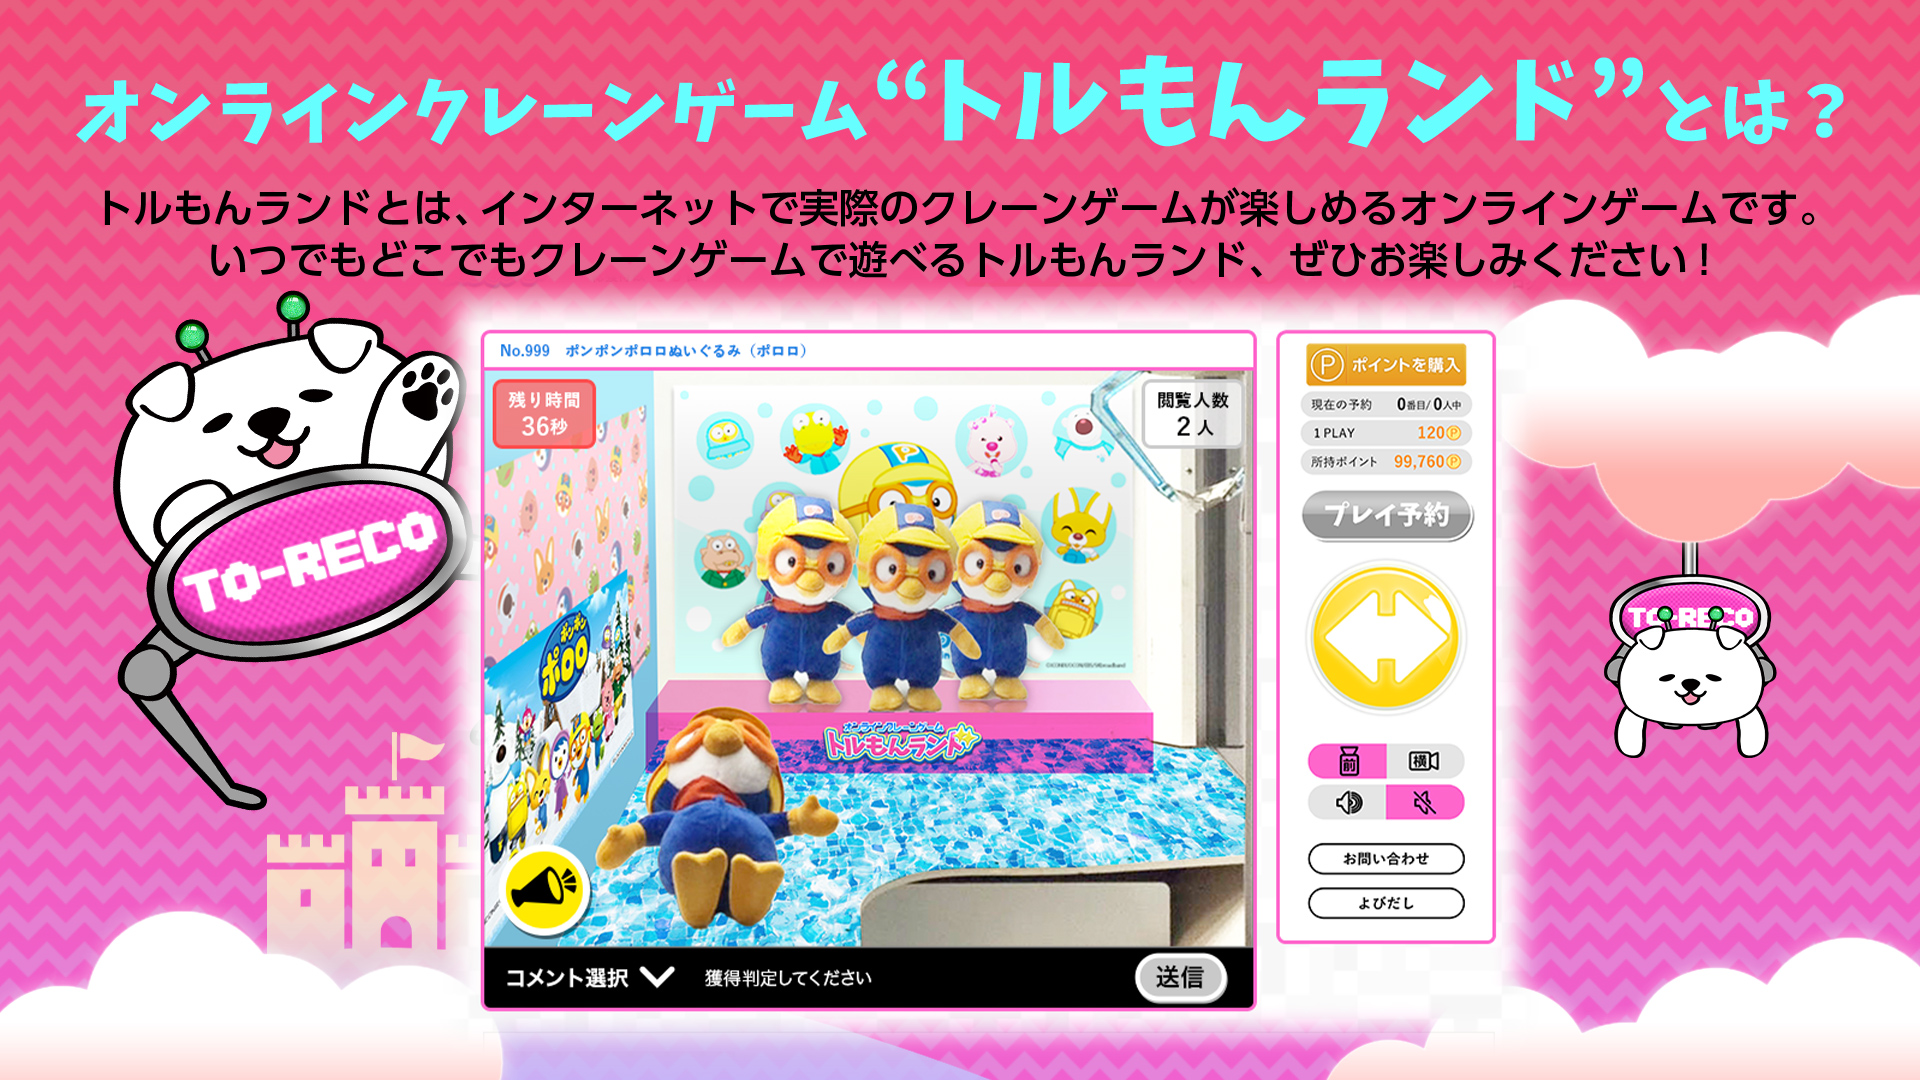 オンラインクレーンゲーム“トルもんランド”とは？
トルもんランドとは、インターネットで実際のクレーンゲームが楽しめるオンラインゲームです。
いつでもどこでもクレーンゲームで遊べるトルもんランド、ぜひお楽しみください！
TO-RECO
No.999 ポンポンポロロぬいぐるみ（ポロロ）
残り時間
36秒
閲覧人数
2人
ポンポン
ポロロ
オンラインクレーンゲーム
トルもんランド
コメント選択
獲得判定してください
送信
P ポイントを購入
現在の予約 0番目/0人中
1 PLAY 120P
所持ポイント 99,760P
プレイ予約
前
横
お問い合わせ
よびだし
TO-RECO